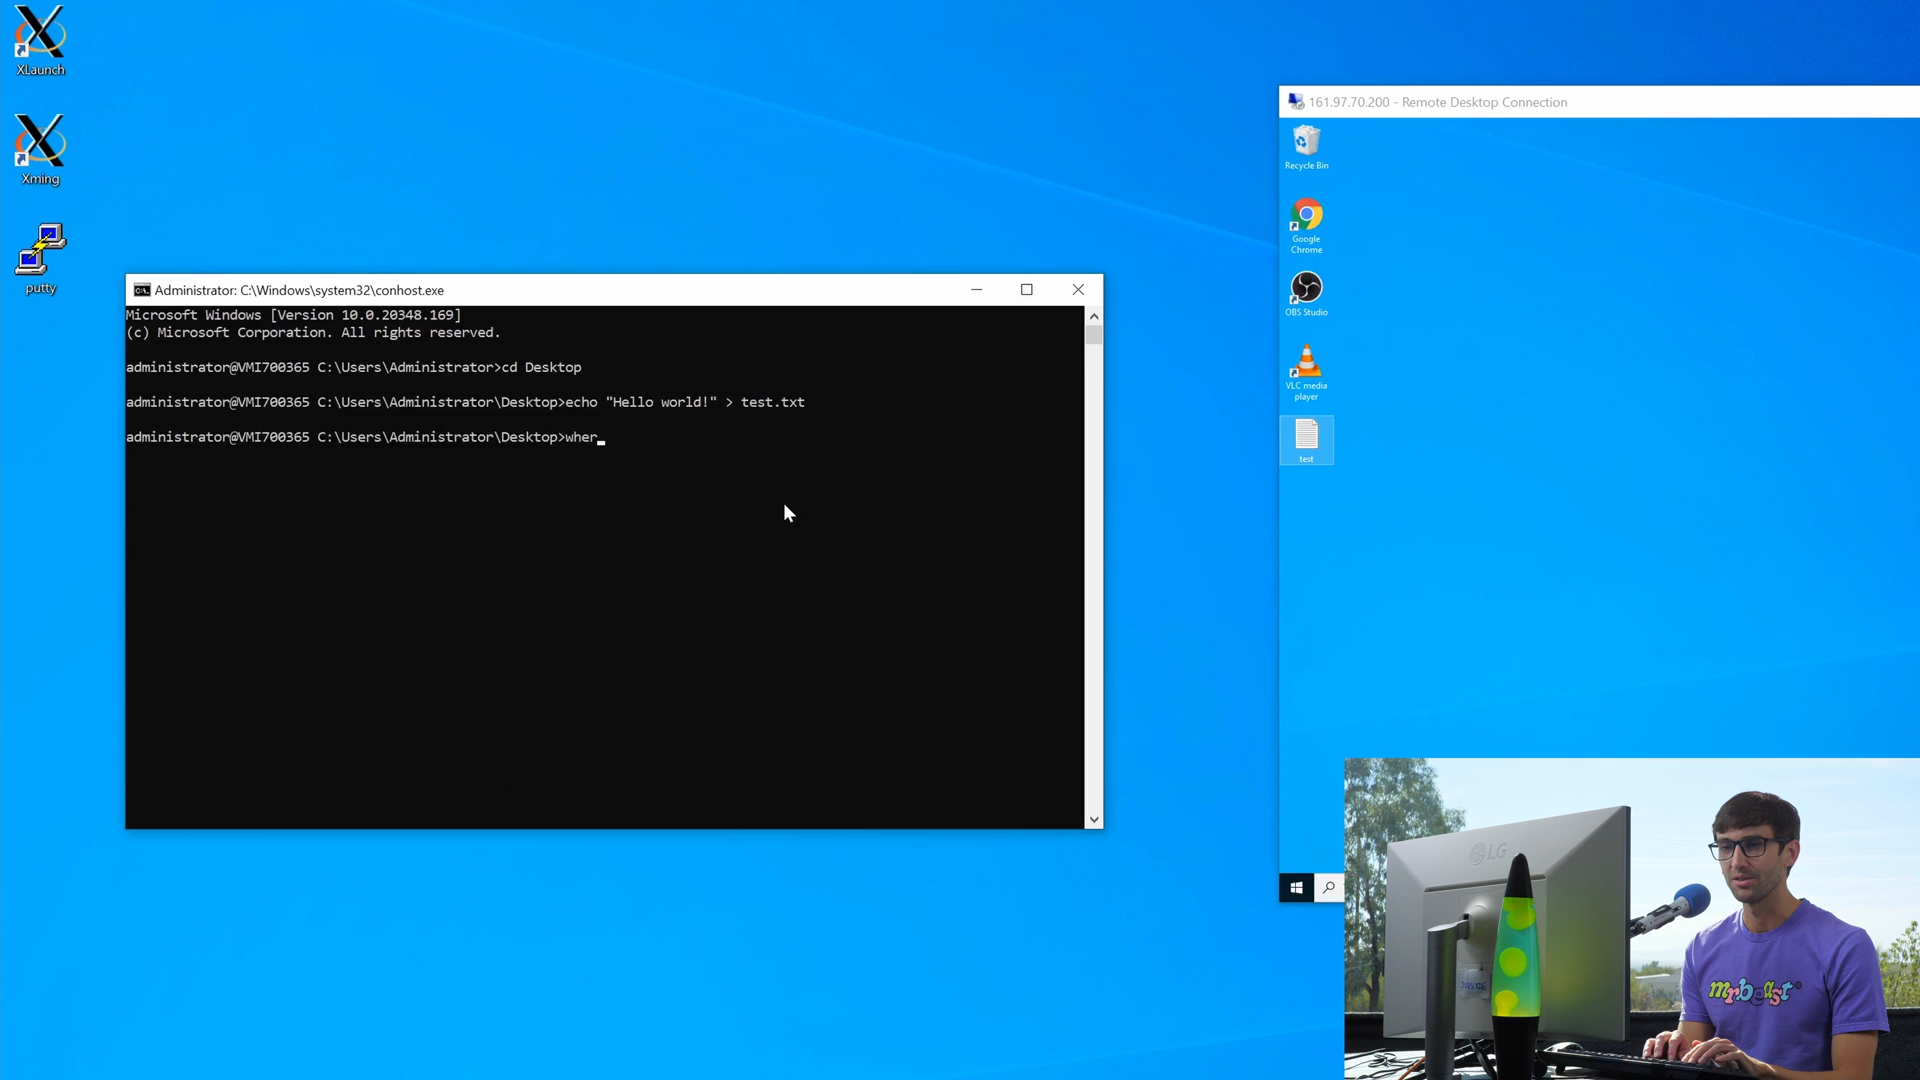 XLaunch
Xming
putty
Administrator: C:\Windows\system32\conhost.exe
Microsoft Windows [Version 10.0.20348.169]
(c) Microsoft Corporation. All rights reserved.
administrator@VMI700365 C:\Users\Administrator>cd Desktop
administrator@VMI700365 C:\Users\Administrator\Desktop>echo "Hello world!" > test.txt
administrator@VMI700365 C:\Users\Administrator\Desktop>wher
161.97.70.200 - Remote Desktop Connection
Recycle Bin
Google
Chrome
OBS Studio
VLC media
player
test
LG
mrbeast